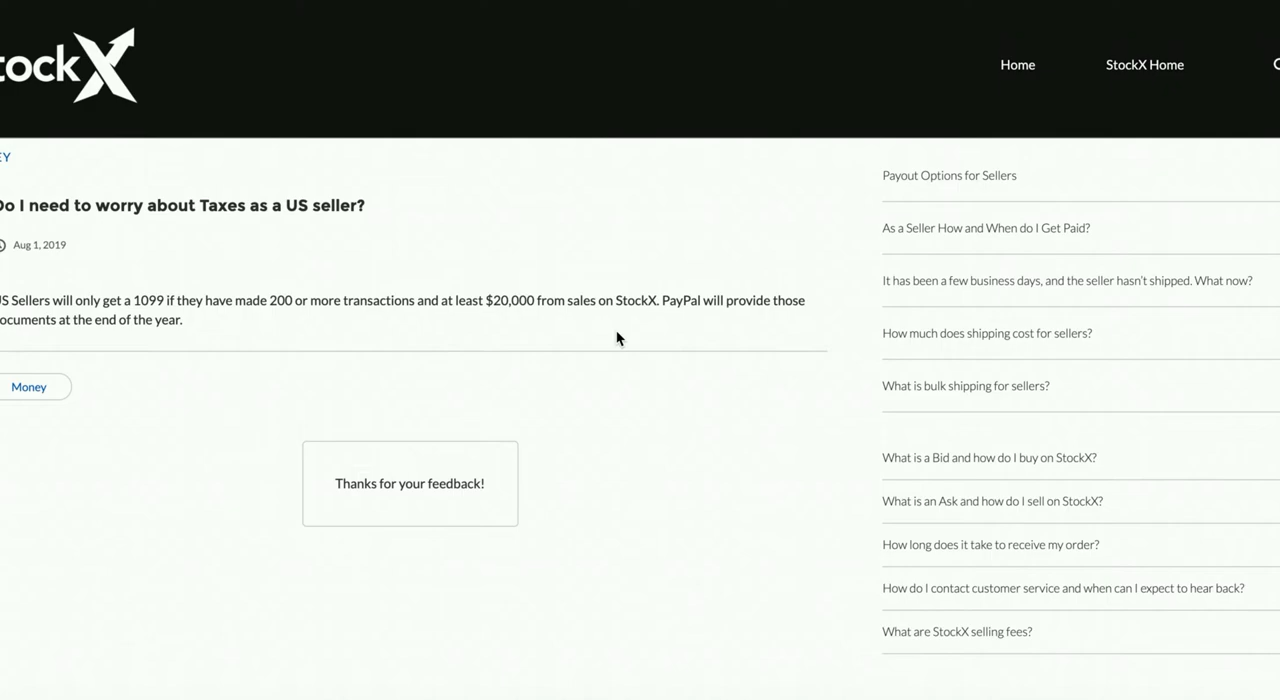 tockX
Home
StockX Home
EY
Do I need to worry about Taxes as a US seller?
Aug 1, 2019
US Sellers will only get a 1099 if they have made 200 or more transactions and at least $20,000 from sales on StockX. PayPal will provide those
ocuments at the end of the year.
Money
Thanks for your feedback!
Payout Options for Sellers
As a Seller How and When do I Get Paid?
It has been a few business days, and the seller hasn't shipped. What now?
How much does shipping cost for sellers?
What is bulk shipping for sellers?
What is a Bid and how do I buy on StockX?
What is an Ask and how do I sell on StockX?
How long does it take to receive my order?
How do I contact customer service and when can I expect to hear back?
What are StockX selling fees?